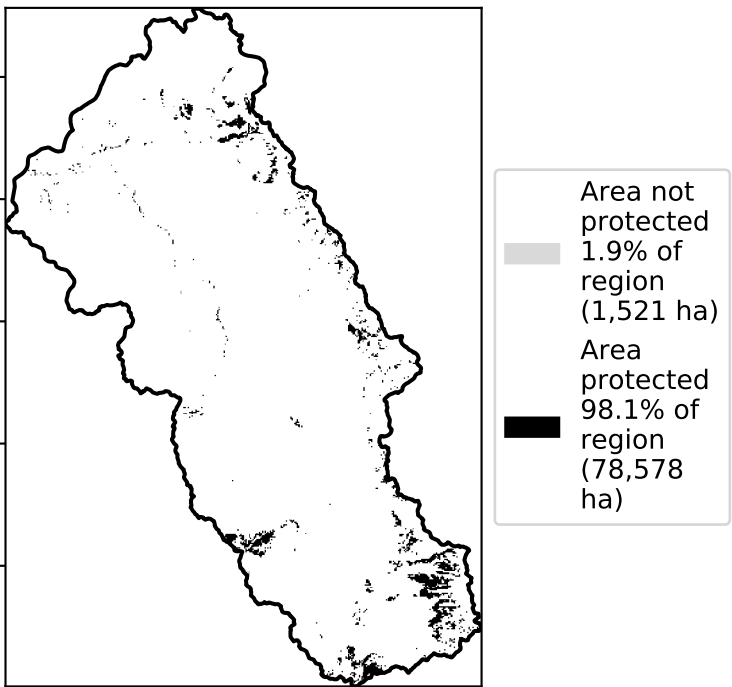 Area not
protected
1.9% of
region
(1,521 ha)
Area
protected
98.1% of
region
(78,578
ha)